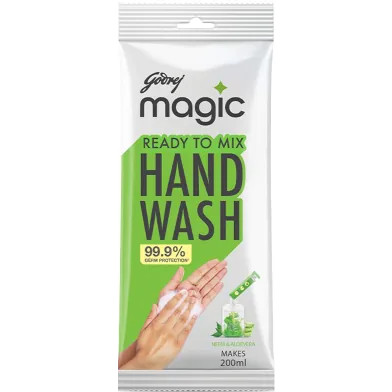 Godrej
magic
READY TO MIX
HAND
WASH
99.9%
GERM PROTECTION*
NEEM & ALOEVERA
MAKES
200ml